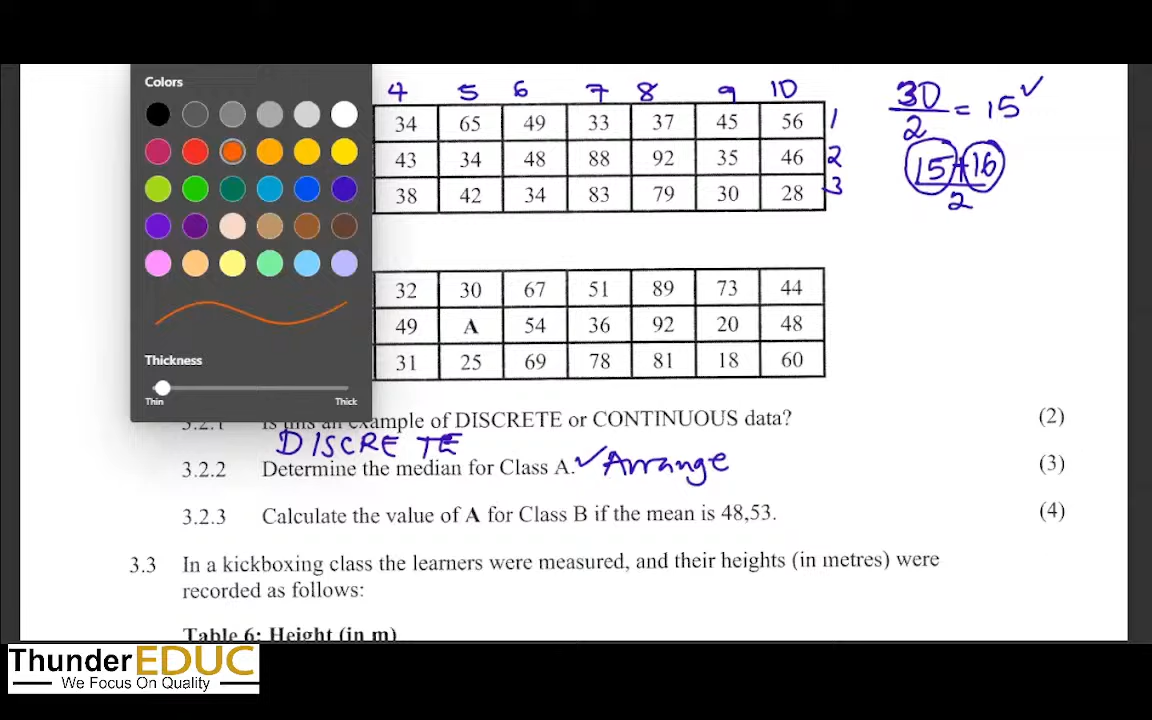 Colors
4 5 6 7 8 9 10
34 65 49 33 37 45 56 1
43 34 48 88 92 35 46 2
38 42 34 83 79 30 28 3
30/2 = 15 ✓
15+16
2
32 30 67 51 89 73 44
49 A 54 36 92 20 48
31 25 69 78 81 18 60
Thickness
Thin Thick
3.2.1 Is this an example of DISCRETE or CONTINUOUS data? (2)
DISCRETE
3.2.2 Determine the median for Class A. ✓ Arrange (3)
3.2.3 Calculate the value of A for Class B if the mean is 48,53. (4)
3.3 In a kickboxing class the learners were measured, and their heights (in metres) were
recorded as follows:
Table 6: Height (in m)
ThunderEDUC
We Focus On Quality